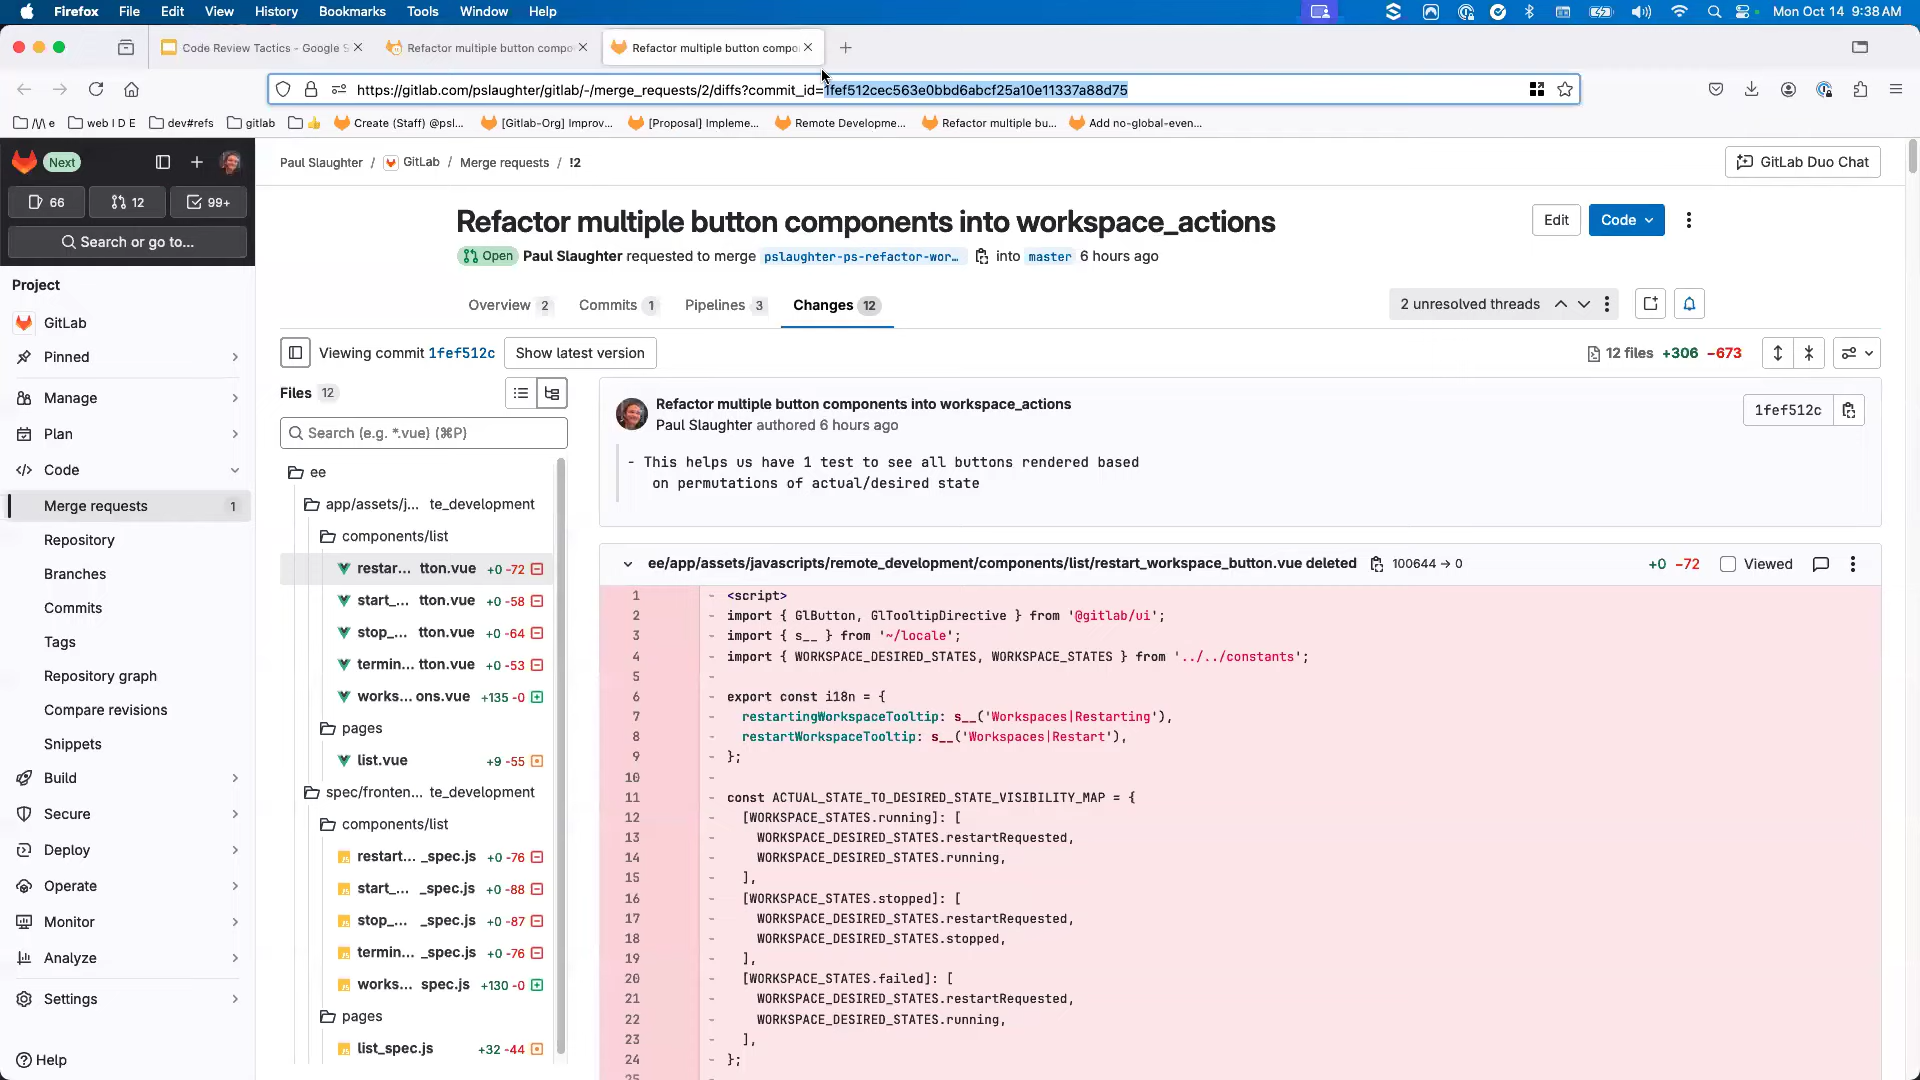 Firefox File Edit View History Bookmarks Tools Window Help Mon Oct 14 9:38 AM
Code Review Tactics - Google S
Refactor multiple button compo
Refactor multiple button compo
https://gitlab.com/pslaughter/gitlab/-/merge_requests/2/diffs?commit_id=1fef512cec563e0bbd6abcf25a10e11337a88d75
web I D E dev#refs gitlab 👍 Create (Staff) @psl... [Gitlab-Org] Improv... [Proposal] Impleme... Remote Developme... Refactor multiple bu... Add no-global-even...
Next
66 12 99+
Search or go to...
Project
GitLab
Pinned
Manage
Plan
Code
Merge requests 1
Repository
Branches
Commits
Tags
Repository graph
Compare revisions
Snippets
Build
Secure
Deploy
Operate
Monitor
Analyze
Settings
Help
Paul Slaughter / GitLab / Merge requests / !2
GitLab Duo Chat
Refactor multiple button components into workspace_actions
Edit Code
Open Paul Slaughter requested to merge pslaughter-ps-refactor-wor… into master 6 hours ago
Overview 2 Commits 1 Pipelines 3 Changes 12
2 unresolved threads
Viewing commit 1fef512c Show latest version
12 files +306 −673
Files 12
Search (e.g. *.vue) (⌘P)
ee
app/assets/j... te_development
components/list
restar... tton.vue +0 -72
start_... tton.vue +0 -58
stop_... tton.vue +0 -64
termin... tton.vue +0 -53
works... ons.vue +135 -0
pages
list.vue +9 -55
spec/fronten... te_development
components/list
restart... _spec.js +0 -76
start_... _spec.js +0 -88
stop_... _spec.js +0 -87
termin... _spec.js +0 -76
works... spec.js +130 -0
pages
list_spec.js +32 -44
Refactor multiple button components into workspace_actions
Paul Slaughter authored 6 hours ago
1fef512c
- This helps us have 1 test to see all buttons rendered based
on permutations of actual/desired state
ee/app/assets/javascripts/remote_development/components/list/restart_workspace_button.vue deleted 100644 → 0 +0 −72 Viewed
1 - <script>
2 - import { GlButton, GlTooltipDirective } from '@gitlab/ui';
3 - import { s__ } from '~/locale';
4 - import { WORKSPACE_DESIRED_STATES, WORKSPACE_STATES } from '../../constants';
5 -
6 - export const i18n = {
7 - restartingWorkspaceTooltip: s__('Workspaces|Restarting'),
8 - restartWorkspaceTooltip: s__('Workspaces|Restart'),
9 - };
10 -
11 - const ACTUAL_STATE_TO_DESIRED_STATE_VISIBILITY_MAP = {
12 - [WORKSPACE_STATES.running]: [
13 - WORKSPACE_DESIRED_STATES.restartRequested,
14 - WORKSPACE_DESIRED_STATES.running,
15 - ],
16 - [WORKSPACE_STATES.stopped]: [
17 - WORKSPACE_DESIRED_STATES.restartRequested,
18 - WORKSPACE_DESIRED_STATES.stopped,
19 - ],
20 - [WORKSPACE_STATES.failed]: [
21 - WORKSPACE_DESIRED_STATES.restartRequested,
22 - WORKSPACE_DESIRED_STATES.running,
23 - ],
24 - };